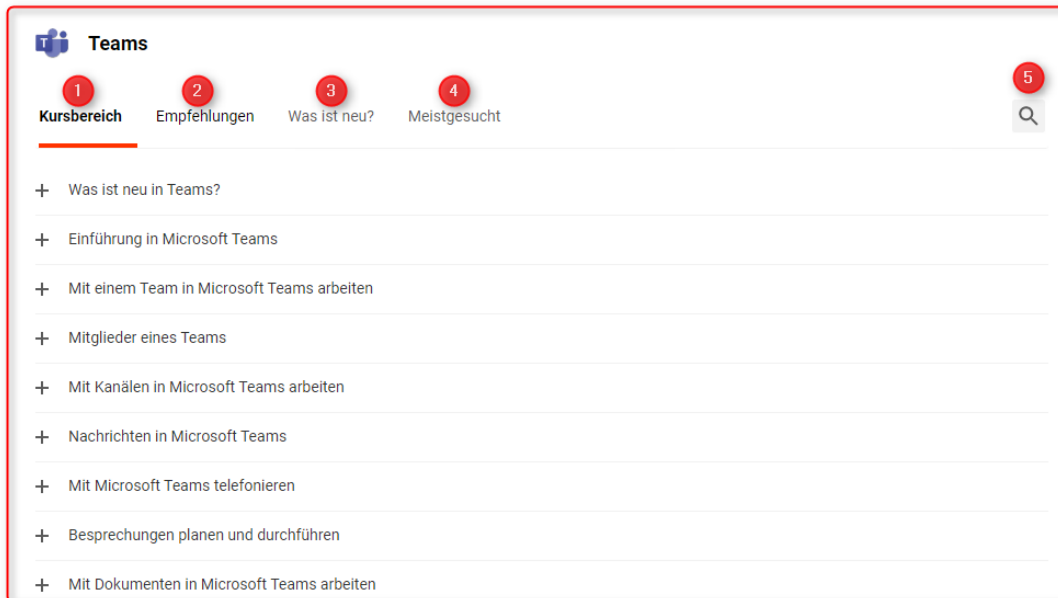 Teams
1 2 3 4 5
Kursbereich Empfehlungen Was ist neu? Meistgesucht
Was ist neu in Teams?
Einführung in Microsoft Teams
Mit einem Team in Microsoft Teams arbeiten
Mitglieder eines Teams
Mit Kanälen in Microsoft Teams arbeiten
Nachrichten in Microsoft Teams
Mit Microsoft Teams telefonieren
Besprechungen planen und durchführen
Mit Dokumenten in Microsoft Teams arbeiten